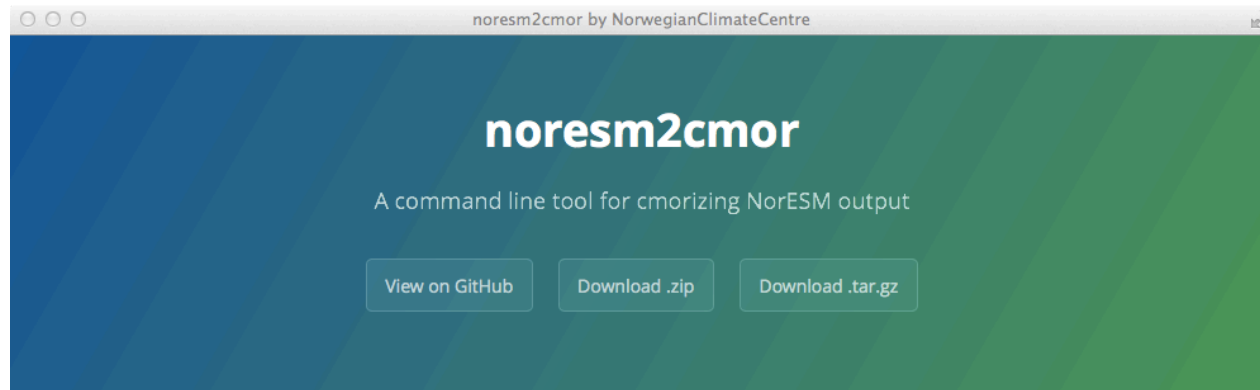 noresm2cmor by NorwegianClimateCentre
noresm2cmor
A command line tool for cmorizing NorESM output
View on GitHub
Download .zip
Download .tar.gz